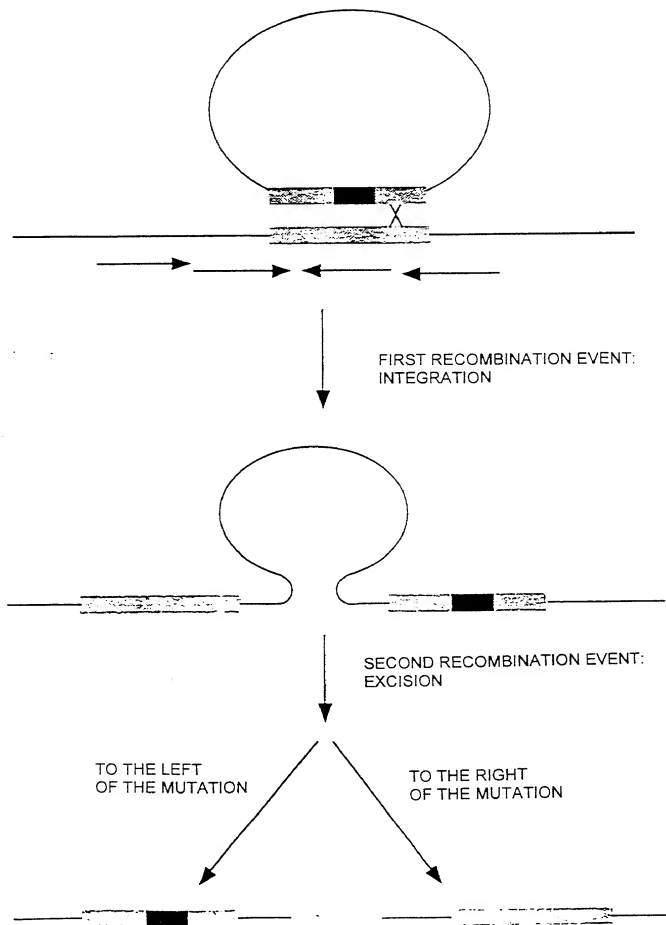 FIRST RECOMBINATION EVENT:
INTEGRATION
SECOND RECOMBINATION EVENT:
EXCISION
TO THE LEFT
OF THE MUTATION
TO THE RIGHT
OF THE MUTATION